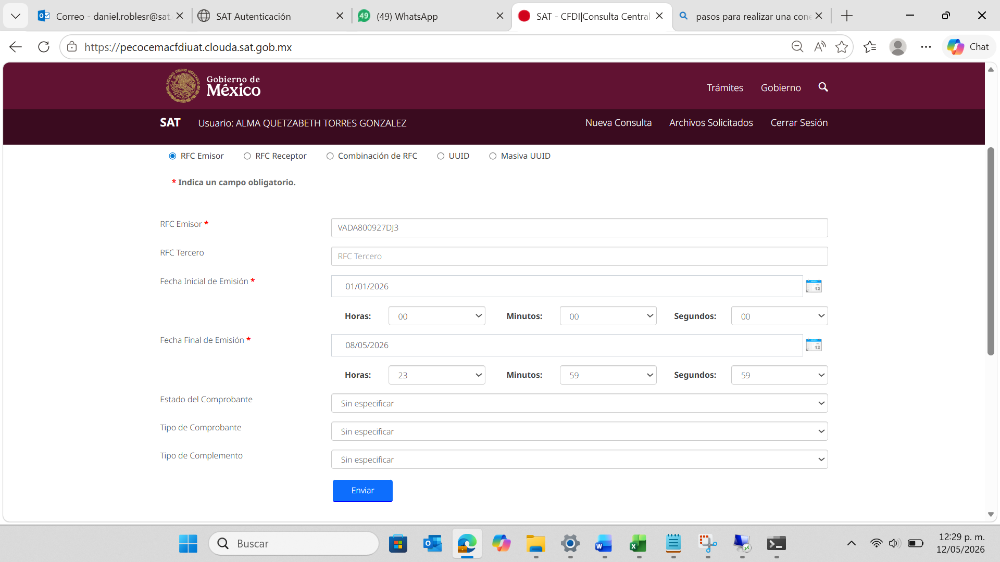 Correo - daniel.roblesr@sat.
SAT Autenticación
(49) WhatsApp
SAT - CFDI|Consulta Central
pasos para realizar una cone
https://pecocemacfdiuat.clouda.sat.gob.mx
Chat
Gobierno de
México
Trámites
Gobierno
SAT
Usuario: ALMA QUETZABETH TORRES GONZALEZ
Nueva Consulta
Archivos Solicitados
Cerrar Sesión
RFC Emisor
RFC Receptor
Combinación de RFC
UUID
Masiva UUID
* Indica un campo obligatorio.
RFC Emisor *
VADA800927DJ3
RFC Tercero
RFC Tercero
Fecha Inicial de Emisión *
01/01/2026
Horas: 00
Minutos: 00
Segundos: 00
Fecha Final de Emisión *
08/05/2026
Horas: 23
Minutos: 59
Segundos: 59
Estado del Comprobante
Sin especificar
Tipo de Comprobante
Sin especificar
Tipo de Complemento
Sin especificar
Enviar
Buscar
12:29 p. m.
12/05/2026